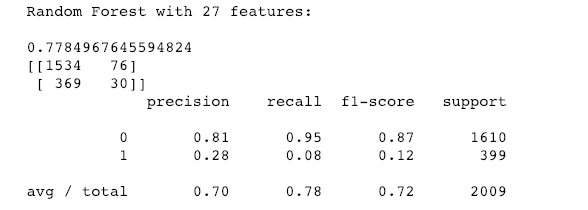 Random Forest with 27 features:
0.7784967645594824
[[1534 76]
[ 369 30]]
precision recall f1-score support
0 0.81 0.95 0.87 1610
1 0.28 0.08 0.12 399
avg / total 0.70 0.78 0.72 2009